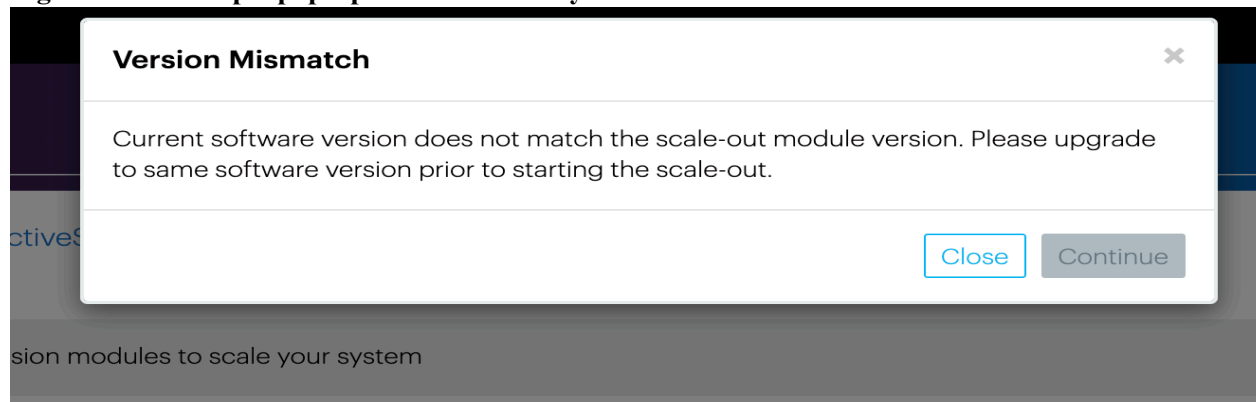 Version Mismatch
Current software version does not match the scale-out module version. Please upgrade
to same software version prior to starting the scale-out.
Close Continue
sion modules to scale your system